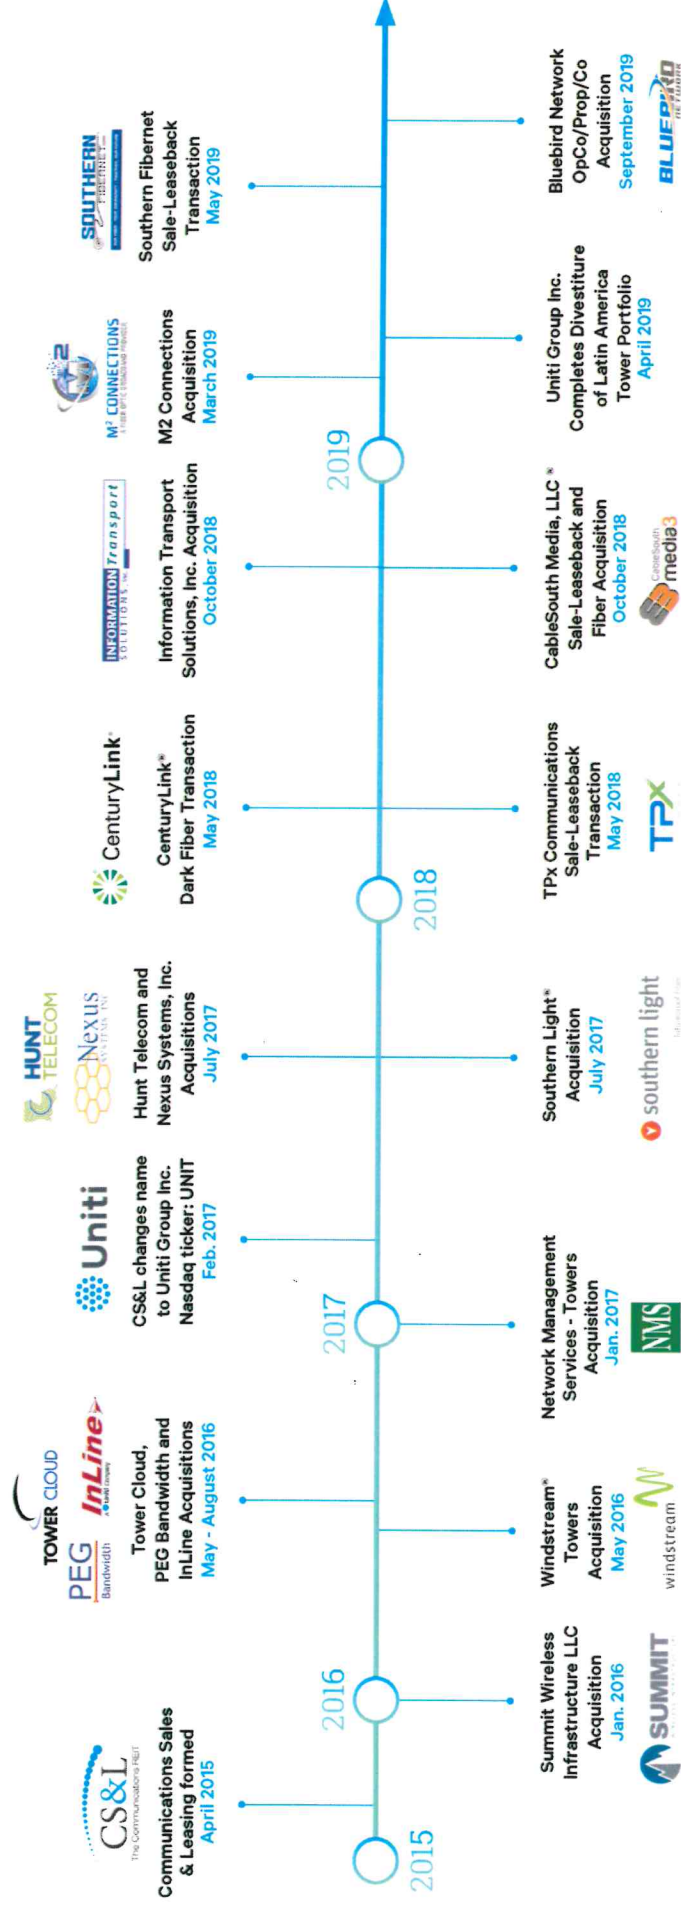 CS&L
The Communications REIT
Communications Sales
& Leasing formed
April 2015
TOWER CLOUD
PEG
Bandwidth
InLine
Tower Cloud,
PEG Bandwidth and
InLine Acquisitions
May - August 2016
Uniti
CS&L changes name
to Uniti Group Inc.
Nasdaq ticker: UNIT
Feb. 2017
HUNT
TELECOM
Nexus
SYSTEMS, INC
Hunt Telecom and
Nexus Systems, Inc.
Acquisitions
July 2017
CenturyLink®
CenturyLink®
Dark Fiber Transaction
May 2018
INFORMATION Transport
SOLUTIONS, INC.
Information Transport
Solutions, Inc. Acquisition
October 2018
M² CONNECTIONS
A FIBER OPTIC BROADBAND PROVIDER
M2 Connections
Acquisition
March 2019
SOUTHERN
FIBERNET
Southern Fibernet
Sale-Leaseback
Transaction
May 2019
2015
2016
2017
2018
2019
Summit Wireless
Infrastructure LLC
Acquisition
Jan. 2016
SUMMIT
Windstream®
Towers
Acquisition
May 2016
windstream
Network Management
Services - Towers
Acquisition
Jan. 2017
NMS
Southern Light®
Acquisition
July 2017
southern light
TPx Communications
Sale-Leaseback
Transaction
May 2018
TPx
CableSouth Media, LLC ®
Sale-Leaseback and
Fiber Acquisition
October 2018
CableSouth
media3
Uniti Group Inc.
Completes Divestiture
of Latin America
Tower Portfolio
April 2019
Bluebird Network
OpCo/Prop/Co
Acquisition
September 2019
BLUEBIRD
NETWORK